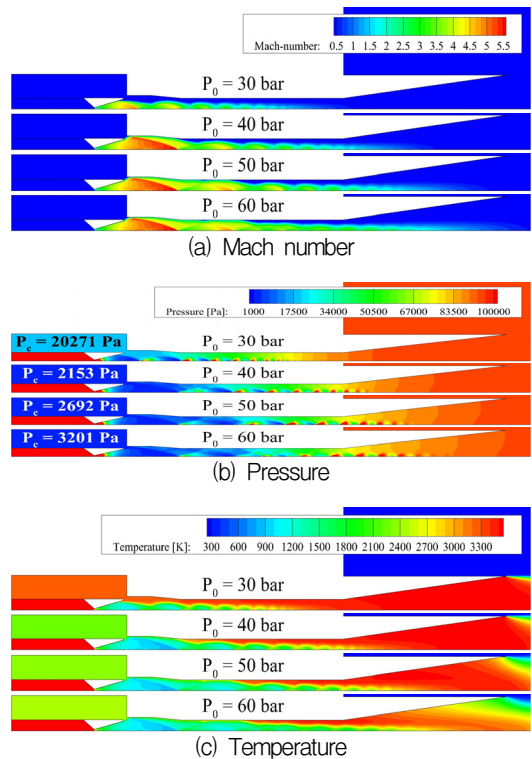 Mach-number: 0.5 1 1.5 2 2.5 3 3.5 4 4.5 5 5.5
P0 = 30 bar
P0 = 40 bar
P0 = 50 bar
P0 = 60 bar
(a) Mach number
Pressure [Pa]: 1000 17500 34000 50500 67000 83500 100000
Pc = 20271 Pa P0 = 30 bar
Pc = 2153 Pa P0 = 40 bar
Pc = 2692 Pa P0 = 50 bar
Pc = 3201 Pa P0 = 60 bar
(b) Pressure
Temperature [K]: 300 600 900 1200 1500 1800 2100 2400 2700 3000 3300
P0 = 30 bar
P0 = 40 bar
P0 = 50 bar
P0 = 60 bar
(c) Temperature